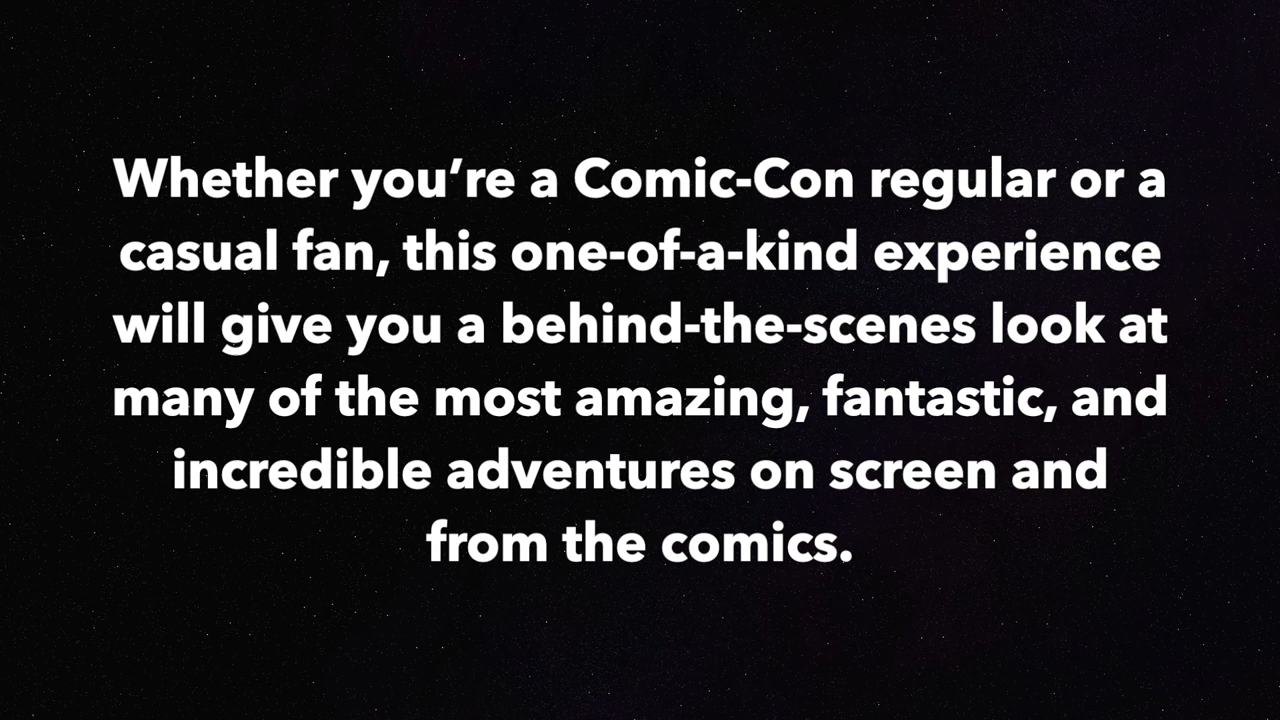 Whether you’re a Comic-Con regular or a
casual fan, this one-of-a-kind experience
will give you a behind-the-scenes look at
many of the most amazing, fantastic, and
incredible adventures on screen and
from the comics.